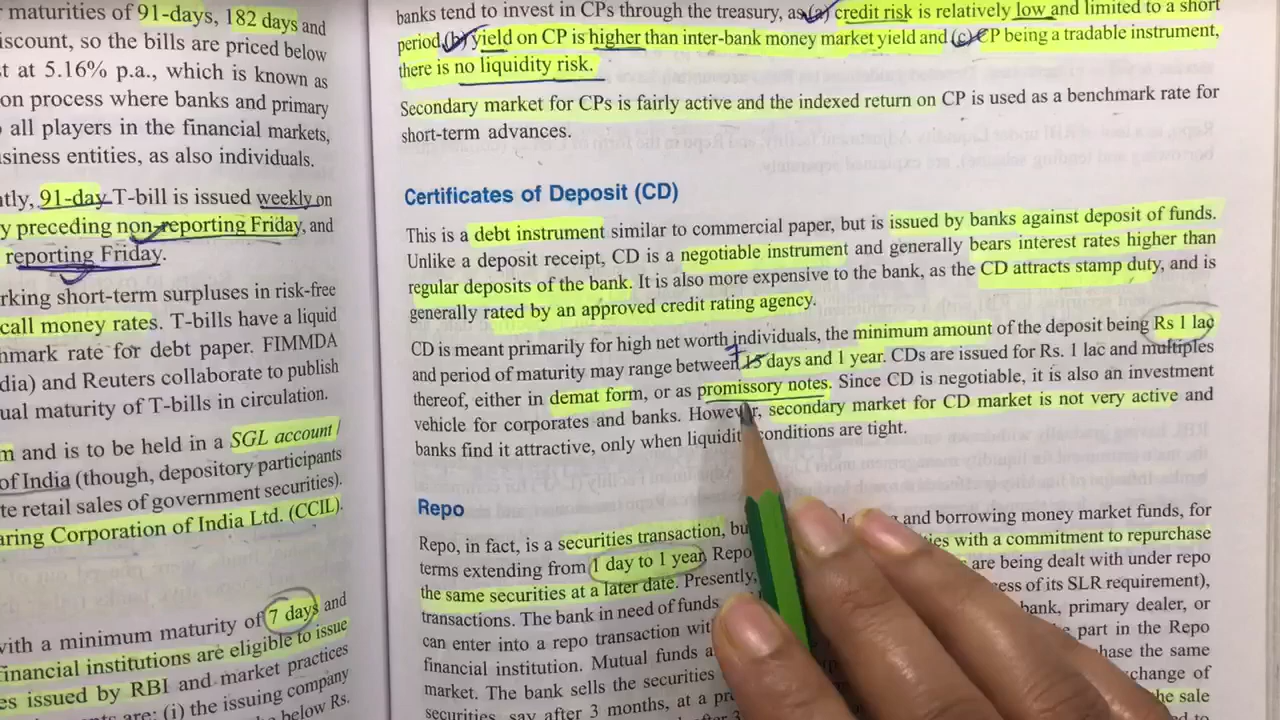 maturities of 91-days, 182 days and
iscount, so the bills are priced below
t at 5.16% p.a., which is known as
on process where banks and primary
all players in the financial markets,
siness entities, as also individuals.
ntly, 91-day T-bill is issued weekly on
y preceding non-reporting Friday, and
reporting Friday.
rking short-term surpluses in risk-free
call money rates. T-bills have a liquid
hmark rate for debt paper. FIMMDA
dia) and Reuters collaborate to publish
tual maturity of T-bills in circulation.
m and is to be held in a SGL account/
of India (though, depository participants
te retail sales of government securities).
aring Corporation of India Ltd. (CCIL).
with a minimum maturity of 7 days and
financial institutions are eligible to issue
es issued by RBI and market practices
are: (i) the issuing company
below Rs.
banks tend to invest in CPs through the treasury, as (a) credit risk is relatively low and limited to a short
period, (b) yield on CP is higher than inter-bank money market yield and (c) CP being a tradable instrument,
there is no liquidity risk.
Secondary market for CPs is fairly active and the indexed return on CP is used as a benchmark rate for
short-term advances.
Certificates of Deposit (CD)
This is a debt instrument similar to commercial paper, but is issued by banks against deposit of funds.
Unlike a deposit receipt, CD is a negotiable instrument and generally bears interest rates higher than
regular deposits of the bank. It is also more expensive to the bank, as the CD attracts stamp duty, and is
generally rated by an approved credit rating agency.
CD is meant primarily for high net worth individuals, the minimum amount of the deposit being Rs 1 lac
and period of maturity may range between 7 15 days and 1 year. CDs are issued for Rs. 1 lac and multiples
thereof, either in demat form, or as promissory notes. Since CD is negotiable, it is also an investment
vehicle for corporates and banks. However, secondary market for CD market is not very active and
banks find it attractive, only when liquidit conditions are tight.
Repo
Repo, in fact, is a securities transaction, bu and borrowing money market funds, for
terms extending from 1 day to 1 year. Repo ties with a commitment to repurchase
the same securities at a later date. Presently, are being dealt with under repo
transactions. The bank in need of funds ess of its SLR requirement),
can enter into a repo transaction wit bank, primary dealer, or
financial institution. Mutual funds a part in the Repo
market. The bank sells the securities hase the same
securities, say after 3 months, at a pr change of
the sale